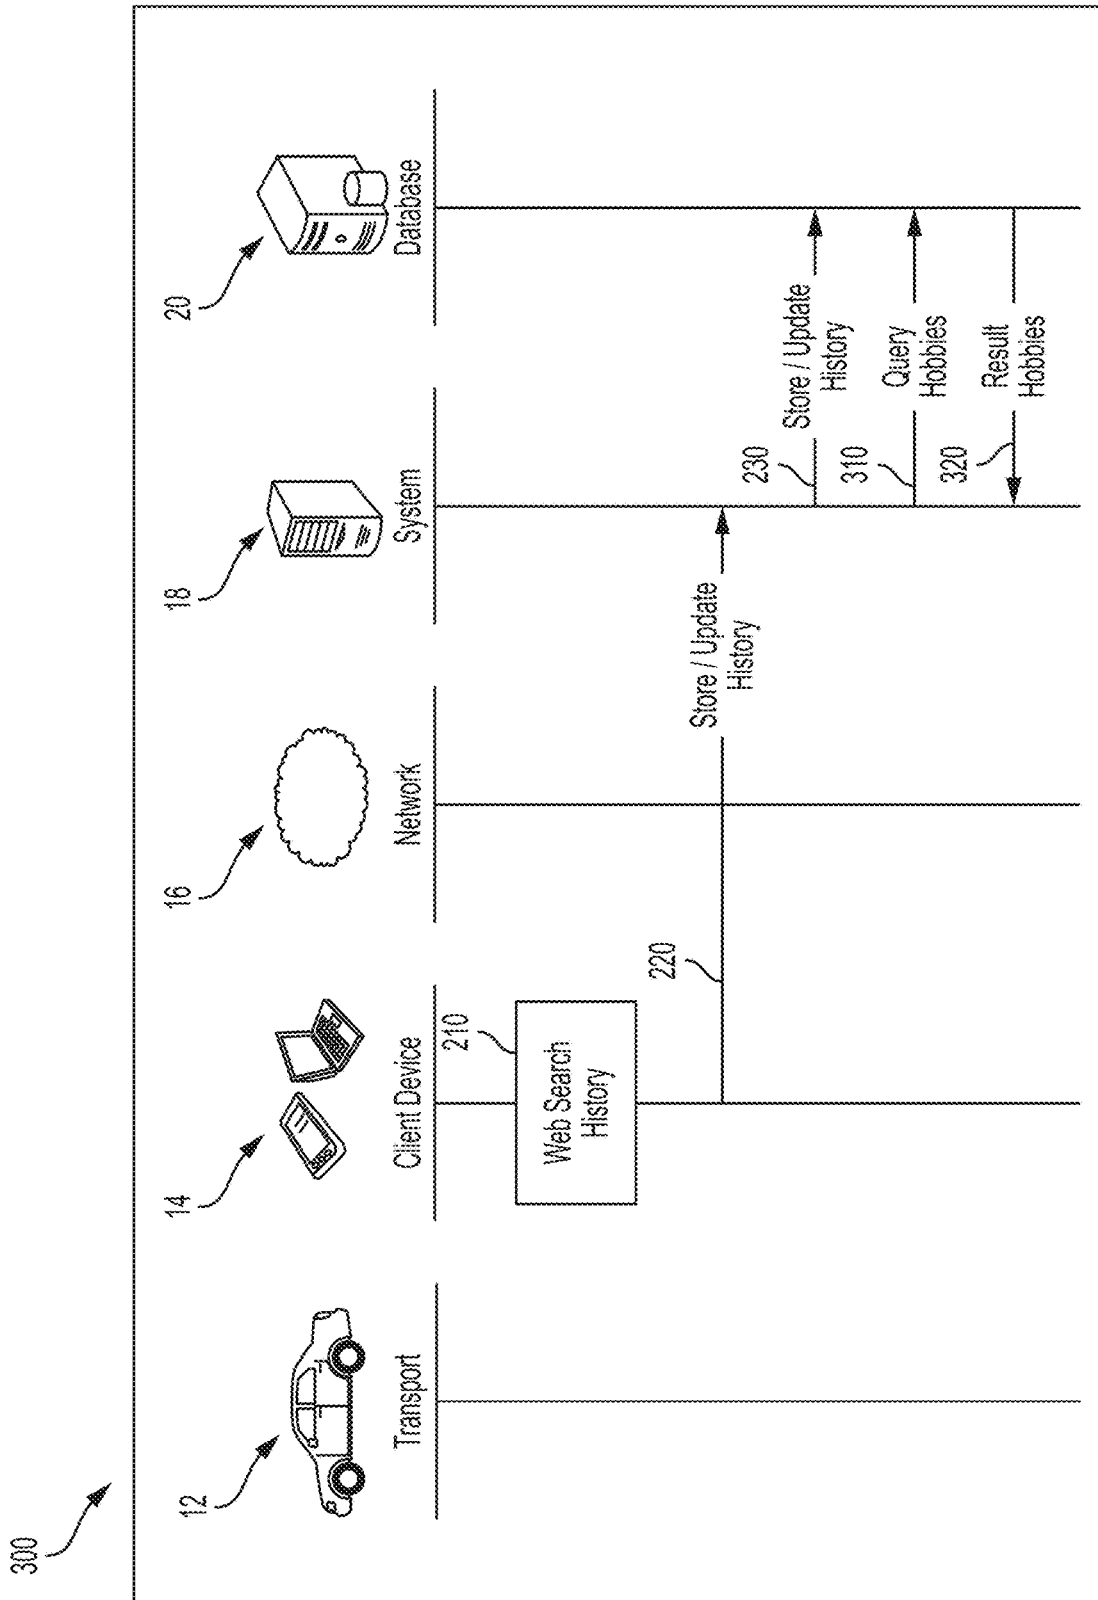 300
12
14
16
18
20
Transport
Client Device
Network
System
Database
210
Web Search
History
220
Store / Update
History
230
Store / Update
History
310
Query
Hobbies
320
Result
Hobbies